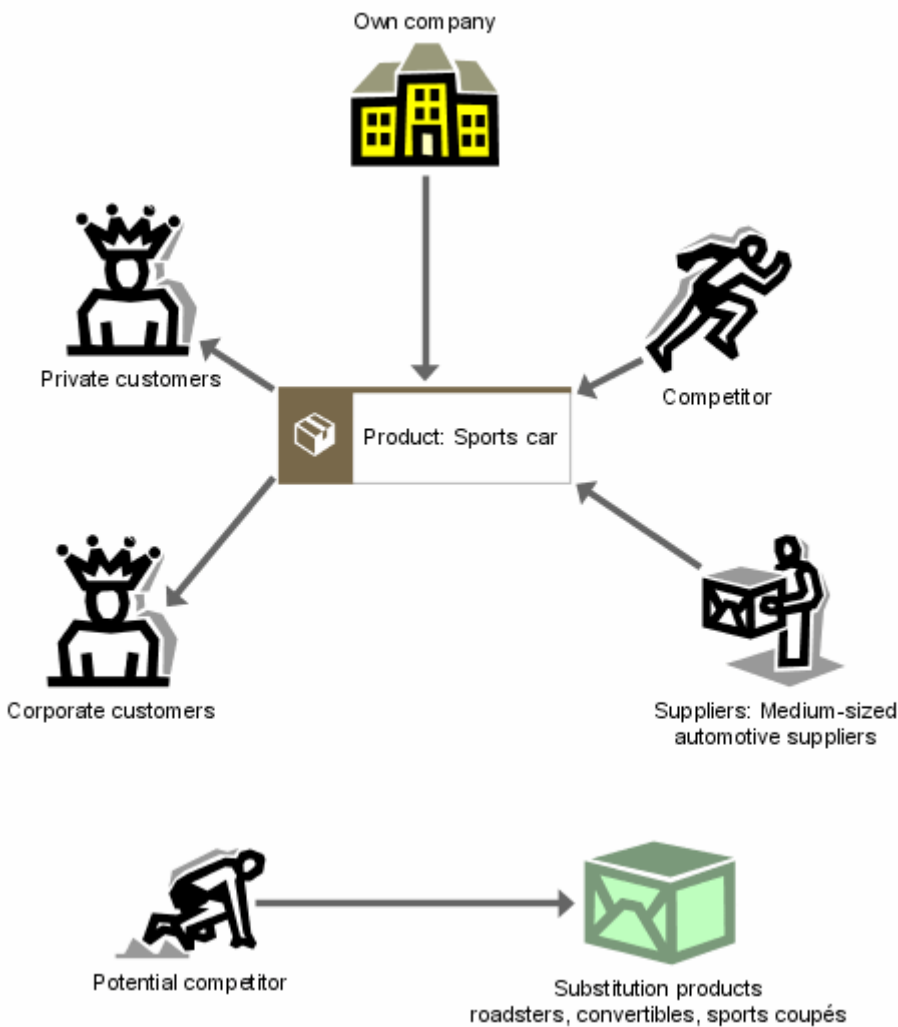 Own company
Private customers
Competitor
Product: Sports car
Corporate customers
Suppliers: Medium-sized
automotive suppliers
Potential competitor
Substitution products
roadsters, convertibles, sports coupés